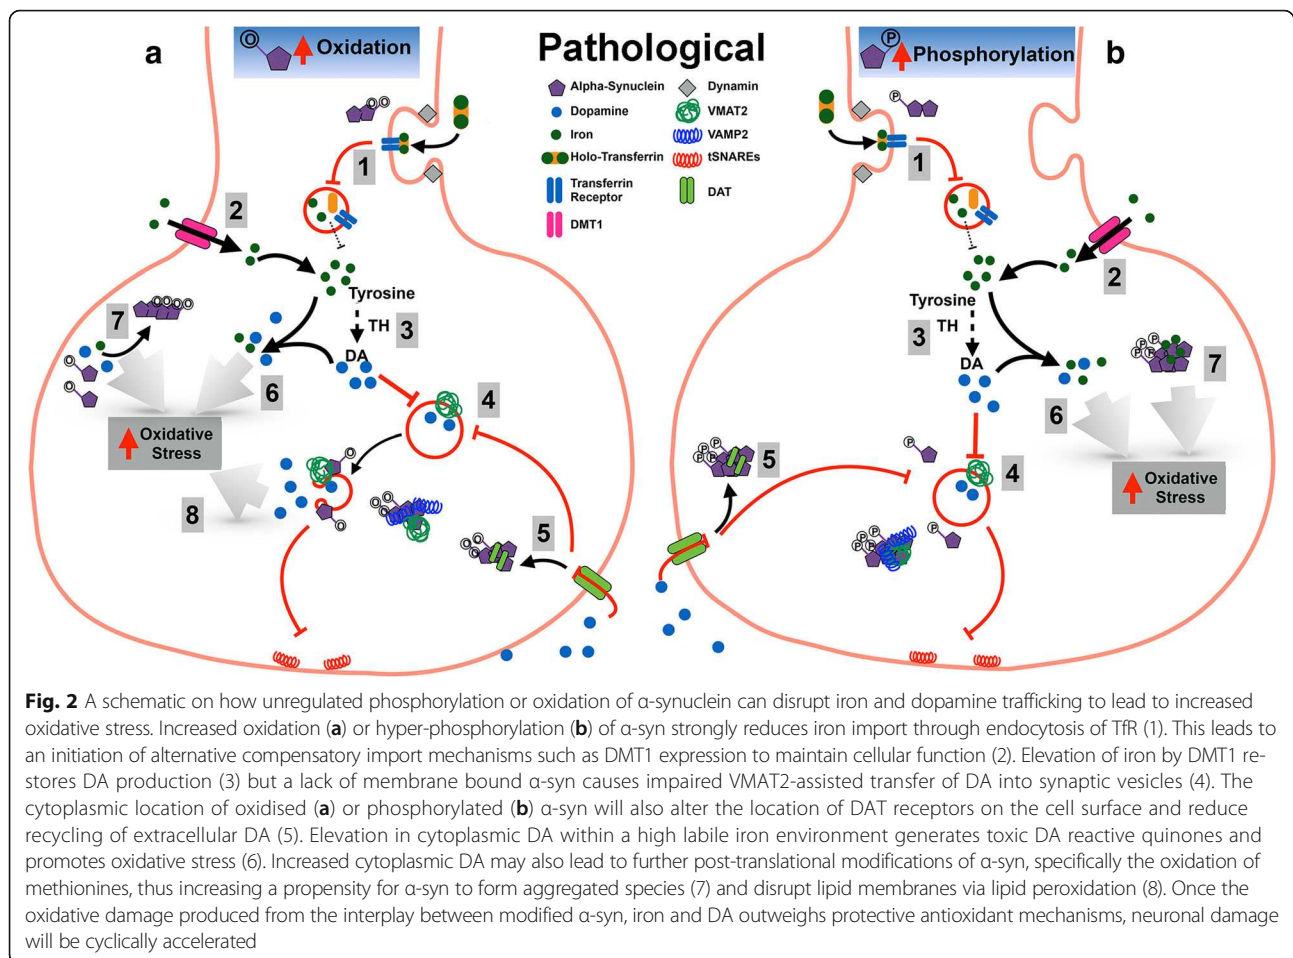 a
O
Oxidation
Pathological
P
Phosphorylation
b
Alpha-Synuclein
Dopamine
Iron
Holo-Transferrin
Transferrin
Receptor
DMT1
Dynamin
VMAT2
VAMP2
tSNAREs
DAT
O O
1
2
Tyrosine
TH
3
DA
O O O O O
7
O
O
6
4
Oxidative
Stress
O
8
O
O O
O O
5
P
1
2
Tyrosine
3
TH
DA
P P
P P
7
6
P
4
P P
P P
5
P
P P
P P
Oxidative
Stress
Fig. 2 A schematic on how unregulated phosphorylation or oxidation of α-synuclein can disrupt iron and dopamine trafficking to lead to increased
oxidative stress. Increased oxidation (a) or hyper-phosphorylation (b) of α-syn strongly reduces iron import through endocytosis of TfR (1). This leads to
an initiation of alternative compensatory import mechanisms such as DMT1 expression to maintain cellular function (2). Elevation of iron by DMT1 re-
stores DA production (3) but a lack of membrane bound α-syn causes impaired VMAT2-assisted transfer of DA into synaptic vesicles (4). The
cytoplasmic location of oxidised (a) or phosphorylated (b) α-syn will also alter the location of DAT receptors on the cell surface and reduce
recycling of extracellular DA (5). Elevation in cytoplasmic DA within a high labile iron environment generates toxic DA reactive quinones and
promotes oxidative stress (6). Increased cytoplasmic DA may also lead to further post-translational modifications of α-syn, specifically the oxidation of
methionines, thus increasing a propensity for α-syn to form aggregated species (7) and disrupt lipid membranes via lipid peroxidation (8). Once the
oxidative damage produced from the interplay between modified α-syn, iron and DA outweighs protective antioxidant mechanisms, neuronal damage
will be cyclically accelerated